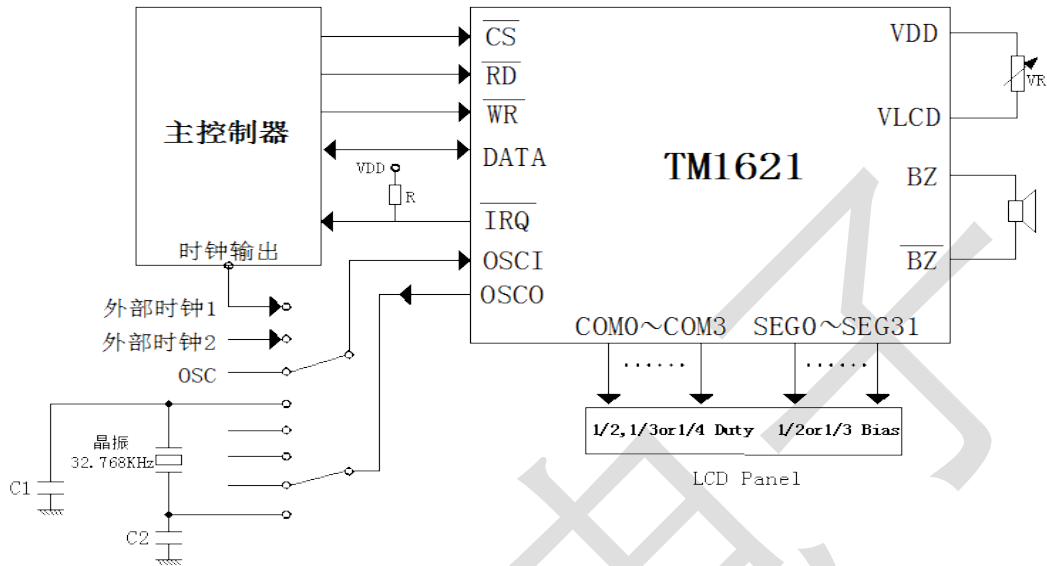 主控制器
时钟输出
TM1621
CS
RD
WR
DATA
IRQ
OSCI
OSCO
VDD
VLCD
BZ
BZ
VR
VDD
R
COM0～COM3
SEG0～SEG31
······
······
外部时钟1
外部时钟2
OSC
晶振
32.768KHz
C1
C2
1/2,1/3or1/4 Duty
1/2or1/3 Bias
LCD Panel
子